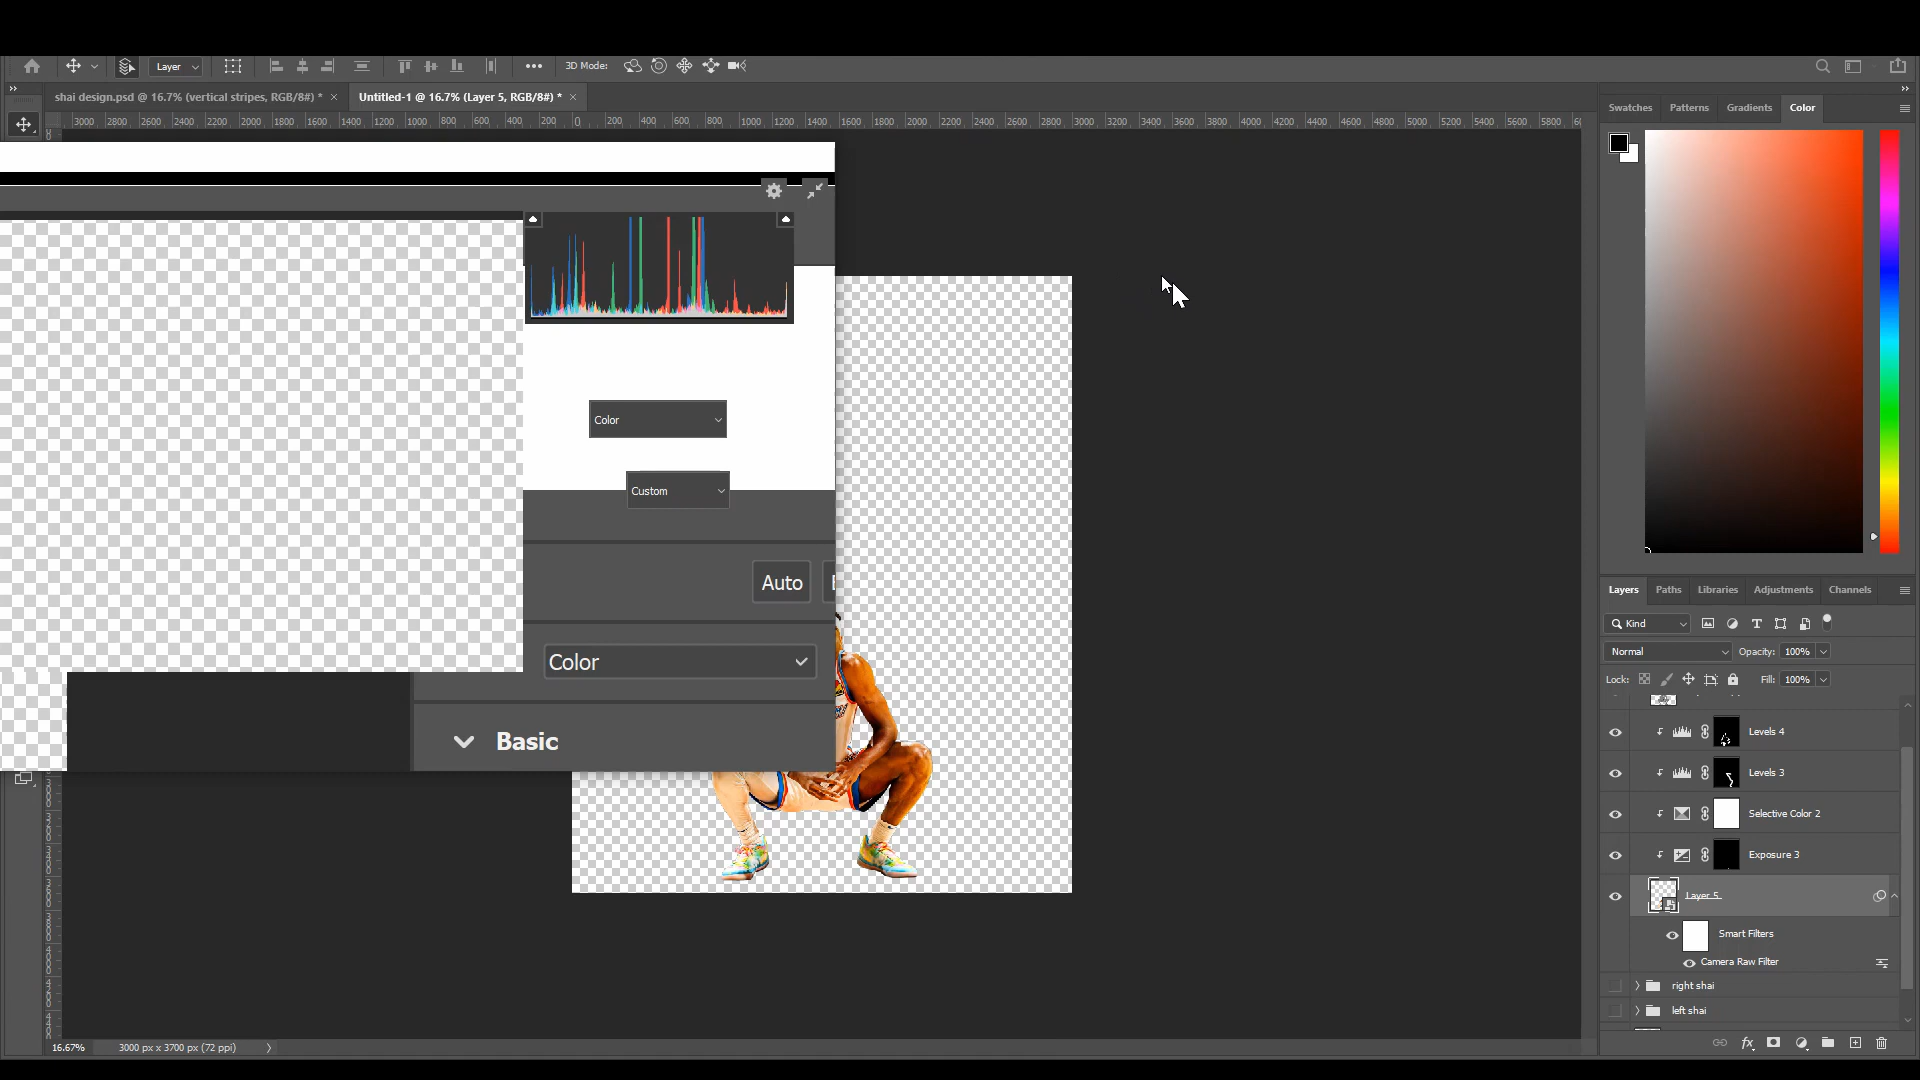 Layer
3D Mode:
shai design.psd @ 16.7% (vertical stripes, RGB/8#) *
Untitled-1 @ 16.7% (Layer 5, RGB/8#) *
3000 2800 2600 2400 2200 2000 1800 1600 1400 1200 1000 800 600 400 200 0 200 400 600 800 1000 1200 1400 1600 1800 2000 2200 2400 2600 2800 3000 3200 3400 3600 3800 4000 4200 4400 4600 4800 5000 5200 5400 5600 5800
Swatches Patterns Gradients Color
Color
Custom
Auto
Color
Basic
Layers Paths Libraries Adjustments Channels
Kind
Normal Opacity: 100%
Lock: Fill: 100%
Levels 4
Levels 3
Selective Color 2
Exposure 3
Layer 5
Smart Filters
Camera Raw Filter
right shai
left shai
16.67% 3000 px x 3700 px (72 ppi)